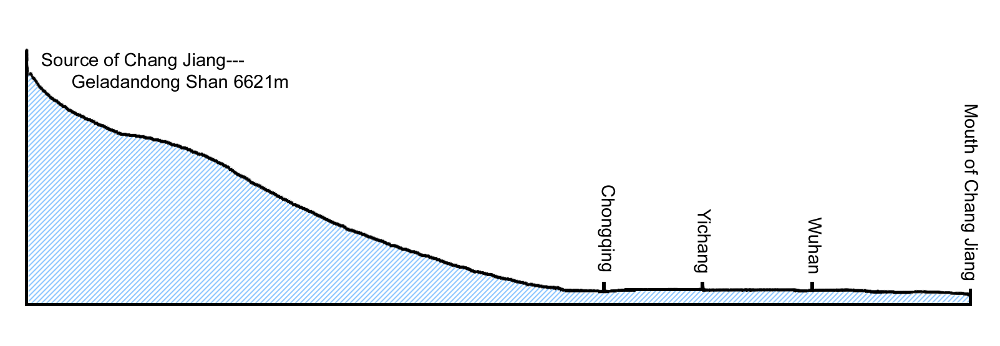 Source of Chang Jiang---
Geladandong Shan 6621m
Chongqing
Yichang
Wuhan
Mouth of Chang Jiang